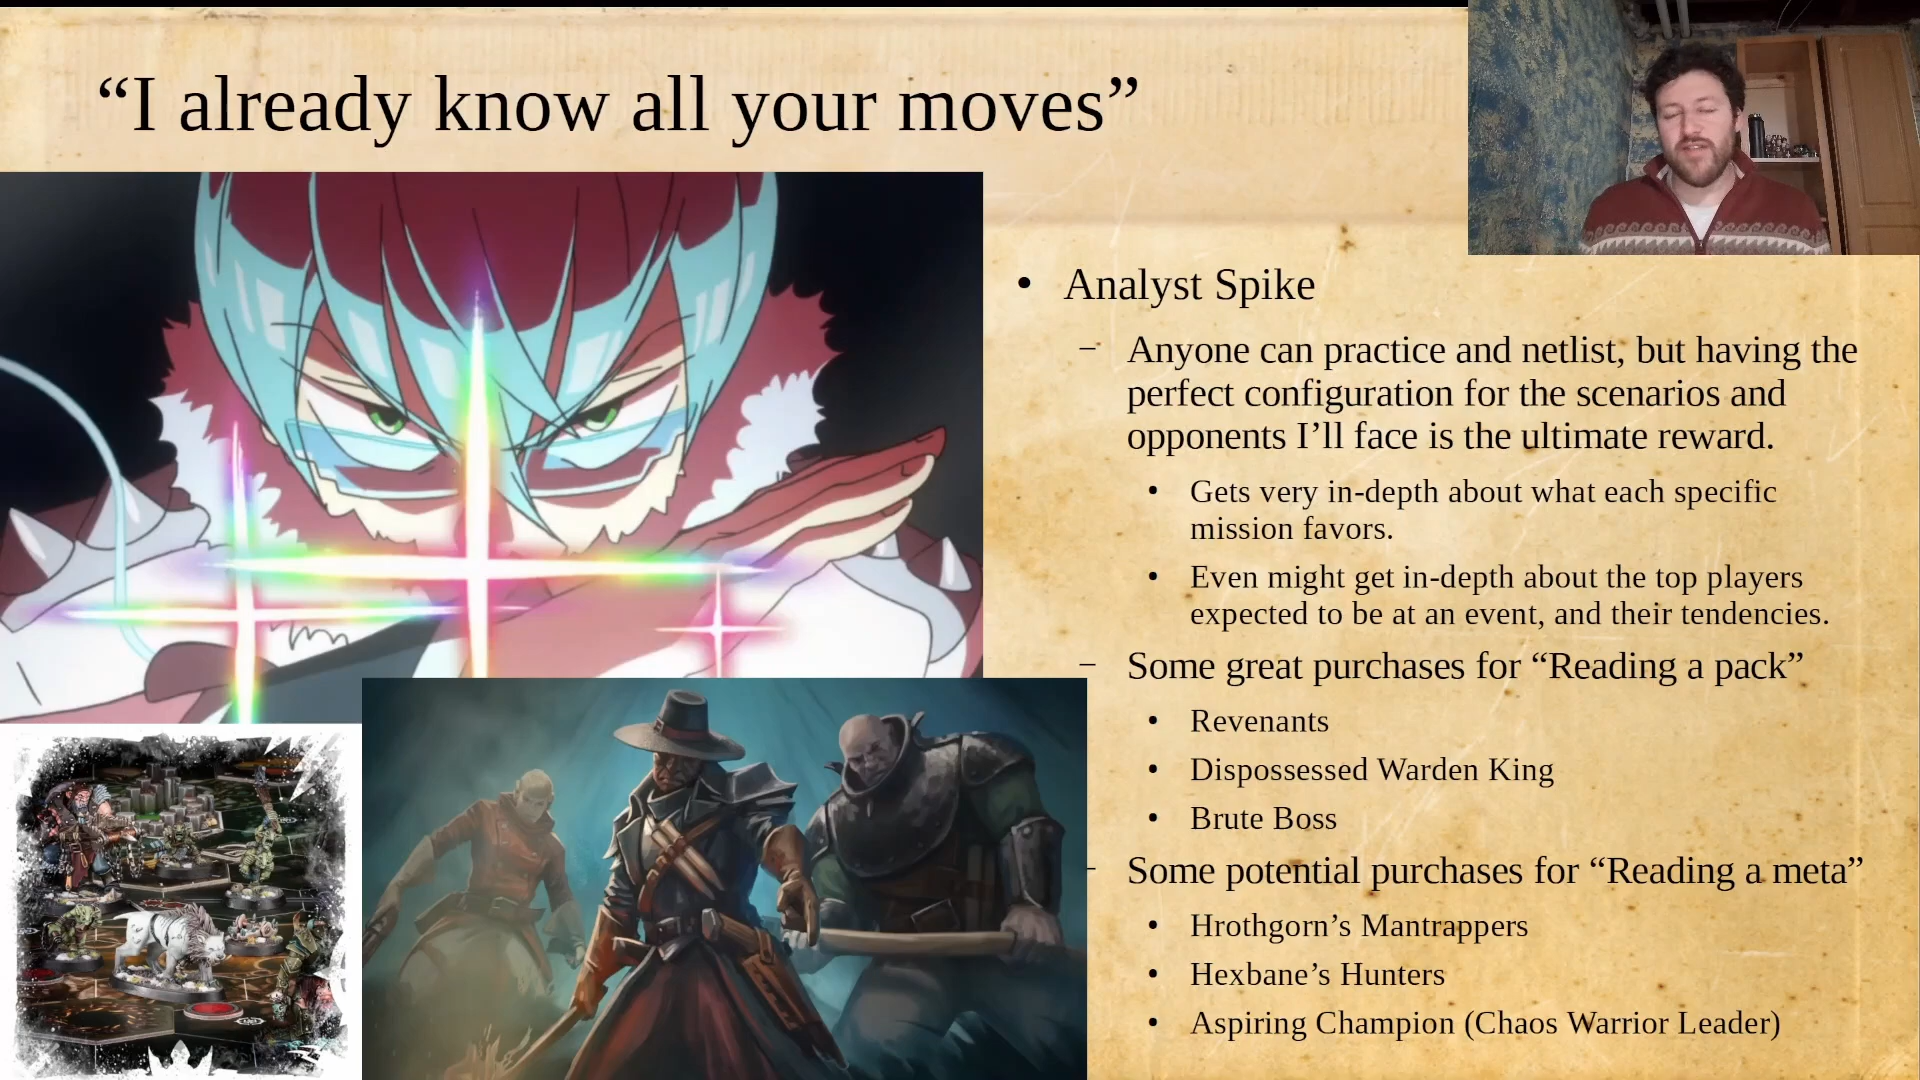 “I already know all your moves”
• Analyst Spike
– Anyone can practice and netlist, but having the
perfect configuration for the scenarios and
opponents I’ll face is the ultimate reward.
• Gets very in-depth about what each specific
mission favors.
• Even might get in-depth about the top players
expected to be at an event, and their tendencies.
– Some great purchases for “Reading a pack”
• Revenants
• Dispossessed Warden King
• Brute Boss
– Some potential purchases for “Reading a meta”
• Hrothgorn’s Mantrappers
• Hexbane’s Hunters
• Aspiring Champion (Chaos Warrior Leader)